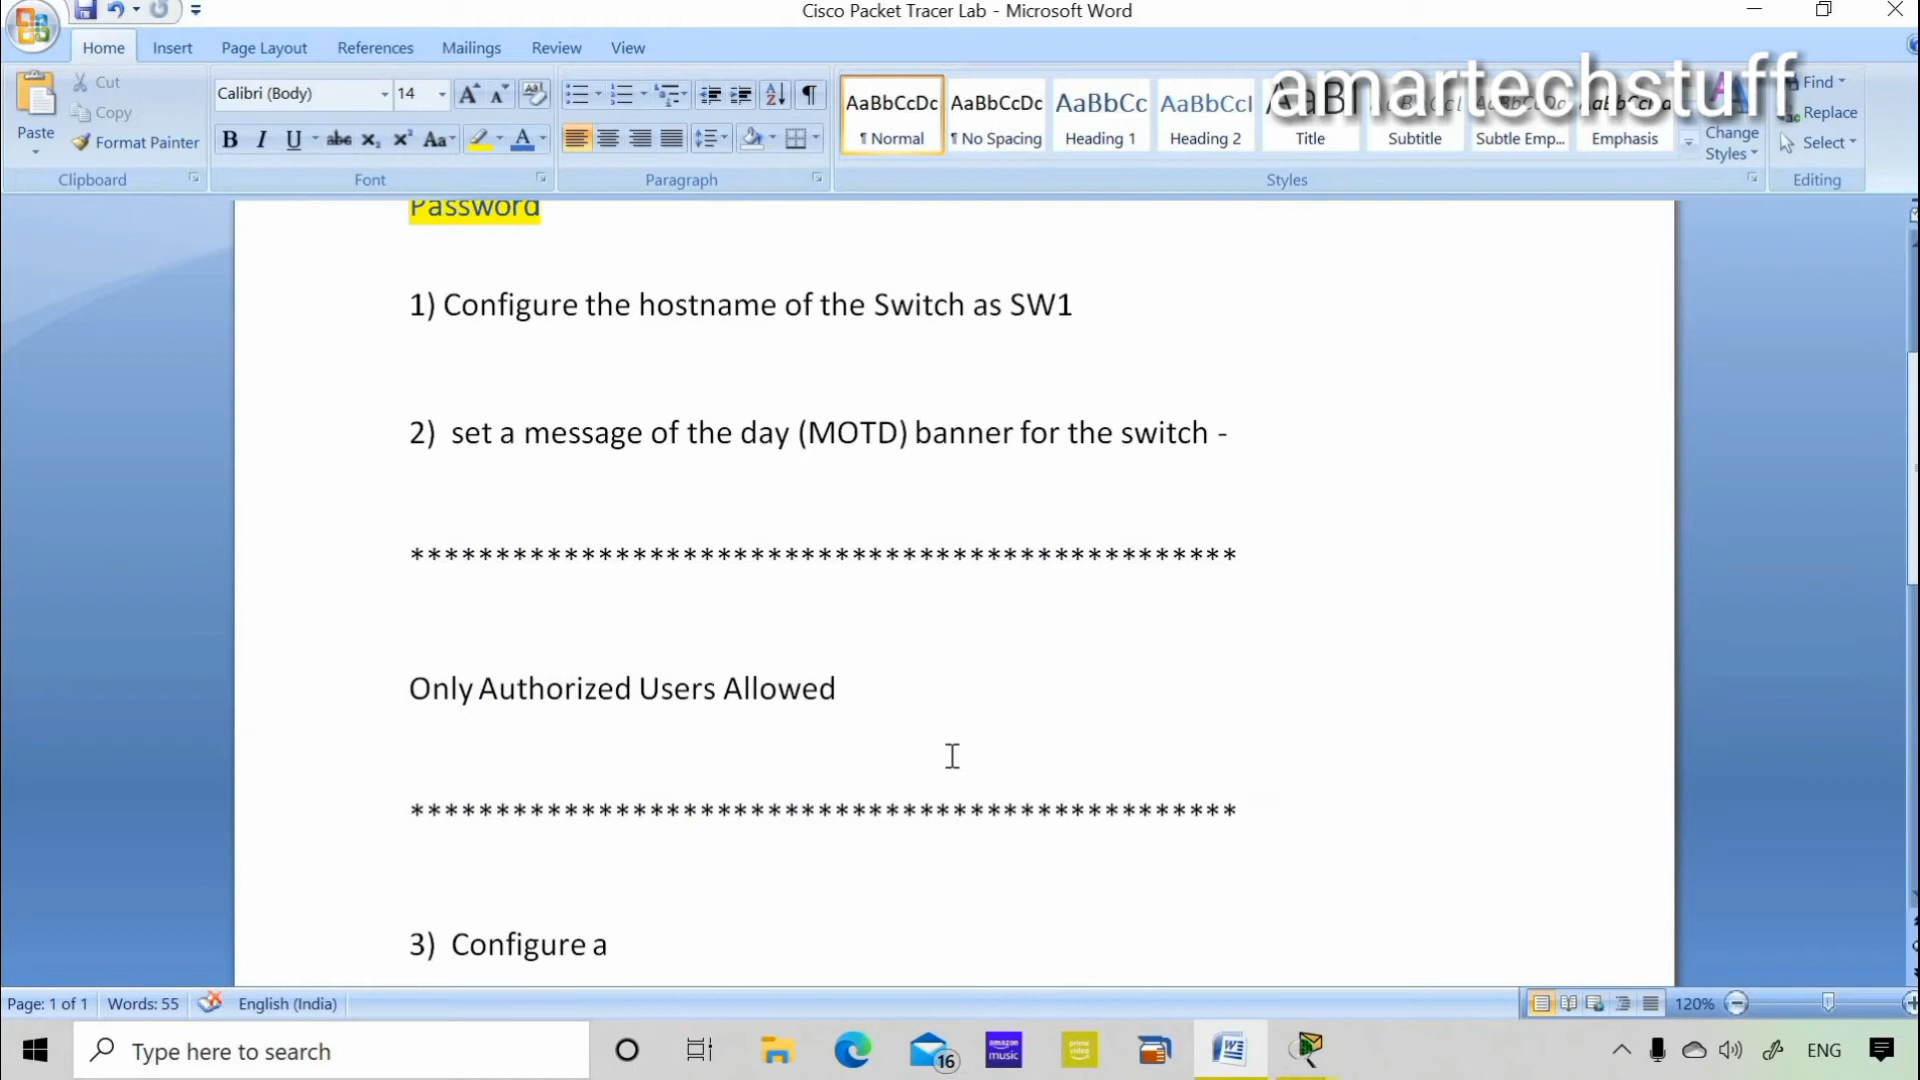 Cisco Packet Tracer Lab - Microsoft Word
Home Insert Page Layout References Mailings Review View
amartechstuff
Cut
Copy
Format Painter
Paste
Clipboard
Calibri (Body) 14
Font
Paragraph
AaBbCcDc AaBbCcDc AaBbCc AaBbCcI
¶ Normal ¶ No Spacing Heading 1 Heading 2 Title Subtitle Subtle Emp... Emphasis
Change Styles
Styles
Find
Replace
Select
Editing
Password
1) Configure the hostname of the Switch as SW1
2) set a message of the day (MOTD) banner for the switch -
*************************************************
Only Authorized Users Allowed
*************************************************
3) Configure a
Page: 1 of 1 Words: 55 English (India) 120%
Type here to search 16 amazon music prime video ENG